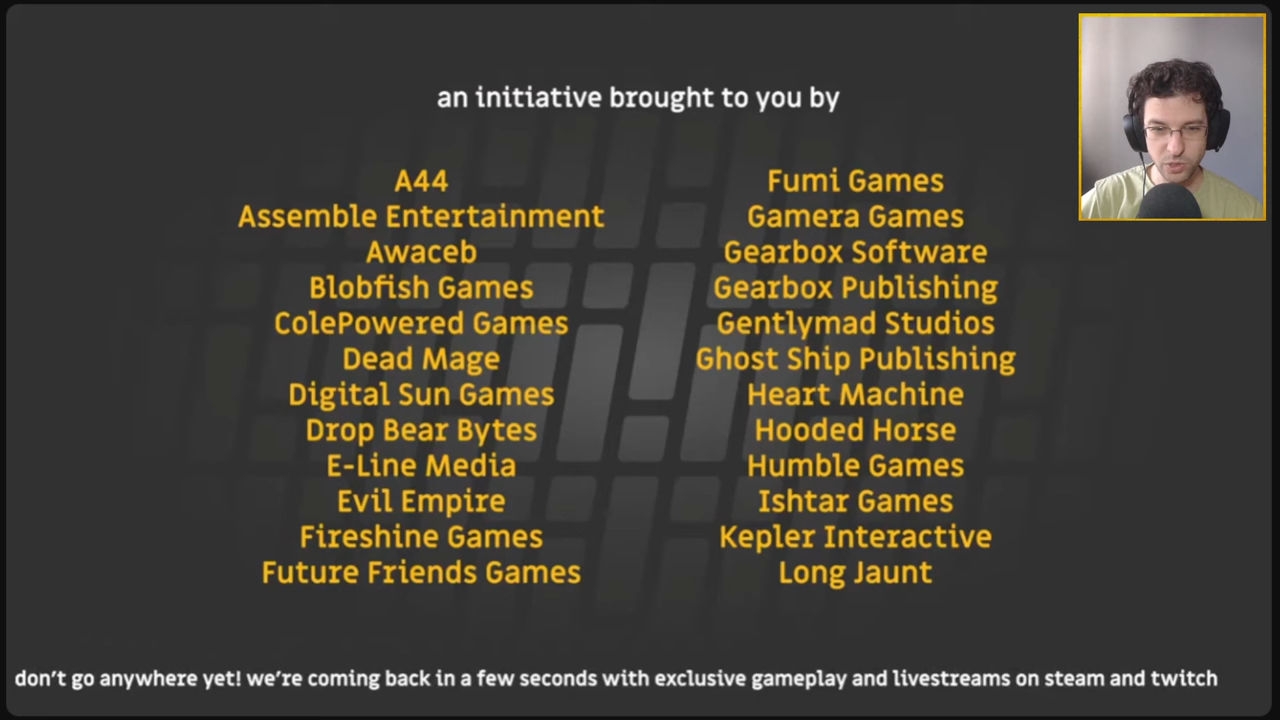 an initiative brought to you by
A44
Assemble Entertainment
Awaceb
Blobfish Games
ColePowered Games
Dead Mage
Digital Sun Games
Drop Bear Bytes
E-Line Media
Evil Empire
Fireshine Games
Future Friends Games
Fumi Games
Gamera Games
Gearbox Software
Gearbox Publishing
Gentlymad Studios
Ghost Ship Publishing
Heart Machine
Hooded Horse
Humble Games
Ishtar Games
Kepler Interactive
Long Jaunt
don't go anywhere yet! we're coming back in a few seconds with exclusive gameplay and livestreams on steam and twitch